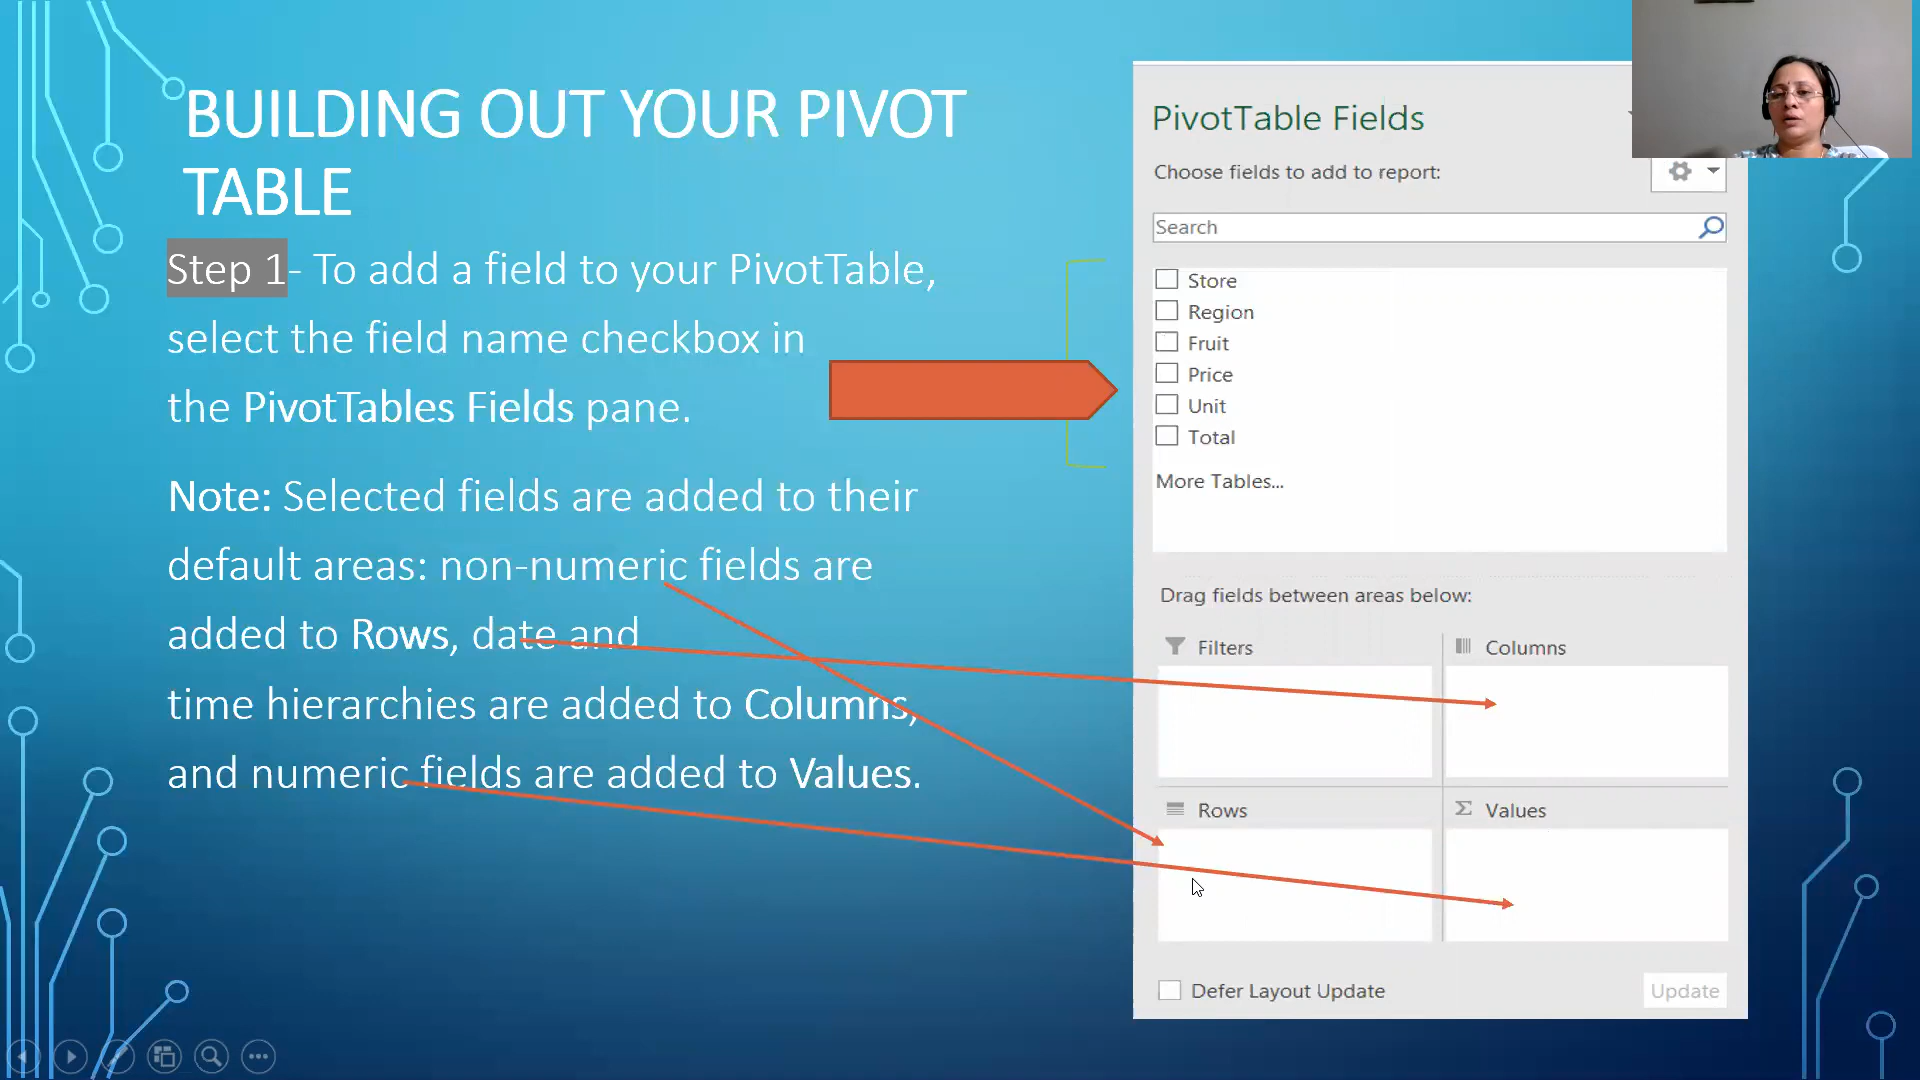 BUILDING OUT YOUR PIVOT
TABLE
Step 1- To add a field to your PivotTable,
select the field name checkbox in
the PivotTables Fields pane.
Note: Selected fields are added to their
default areas: non-numeric fields are
added to Rows, date and
time hierarchies are added to Columns,
and numeric fields are added to Values.
PivotTable Fields
Choose fields to add to report:
Search
Store
Region
Fruit
Price
Unit
Total
More Tables...
Drag fields between areas below:
Filters
Columns
Rows
Σ Values
Defer Layout Update
Update